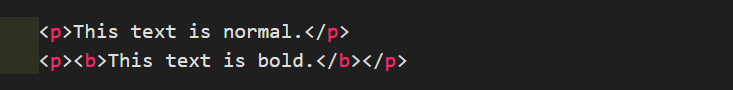 <p>This text is normal.</p>
<p><b>This text is bold.</b></p>